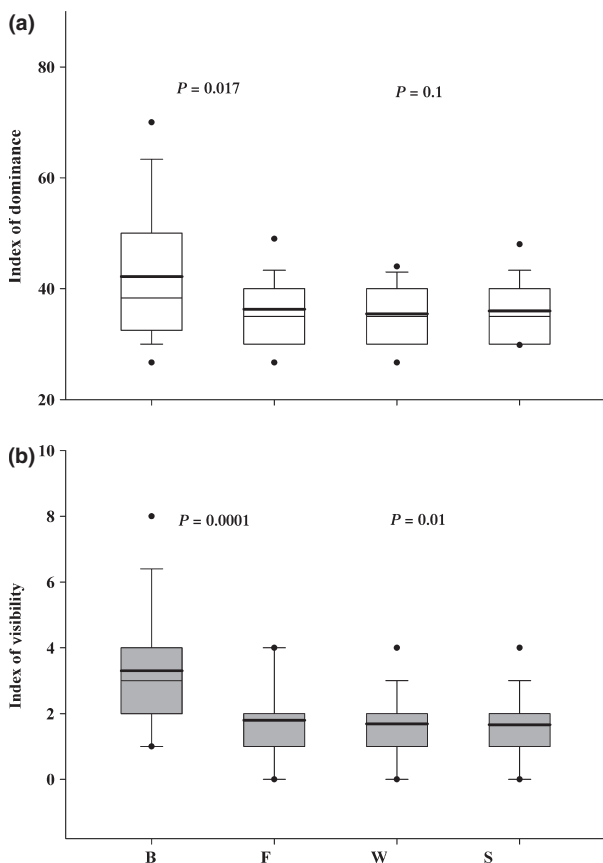 (a)
80
P = 0.017
P = 0.1
60
Index of dominance
40
20
(b)
10
P = 0.0001
P = 0.01
8
6
Index of visibility
4
2
0
B F W S